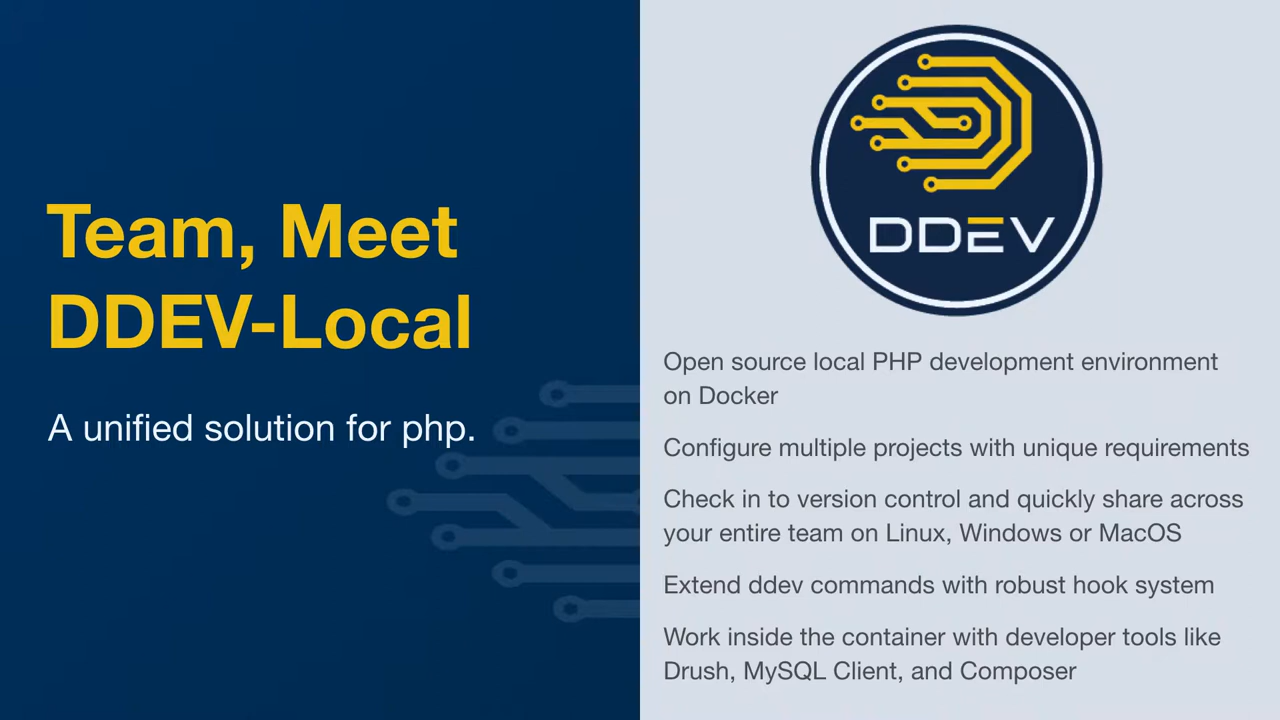 Team, Meet
DDEV-Local
A unified solution for php.
DDEV
Open source local PHP development environment
on Docker
Configure multiple projects with unique requirements
Check in to version control and quickly share across
your entire team on Linux, Windows or MacOS
Extend ddev commands with robust hook system
Work inside the container with developer tools like
Drush, MySQL Client, and Composer